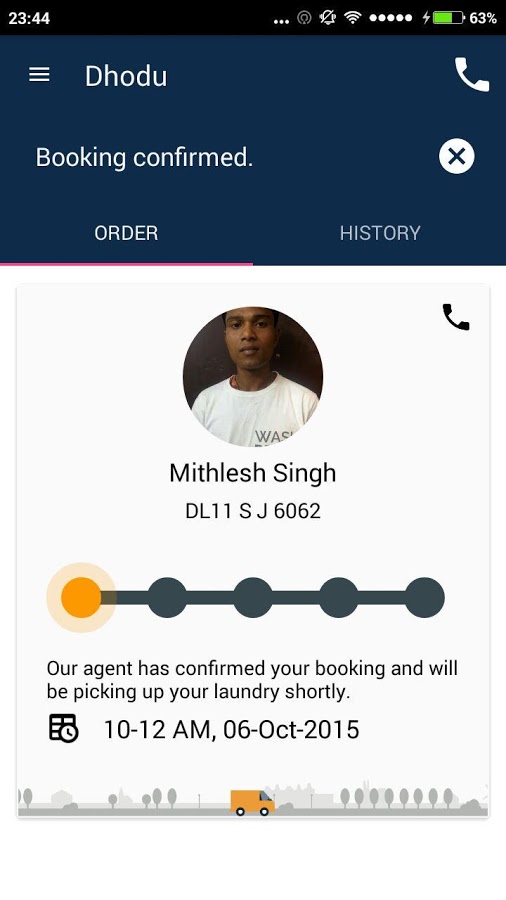 23:44
63%
Dhodu
Booking confirmed.
ORDER
HISTORY
Mithlesh Singh
DL11 S J 6062
Our agent has confirmed your booking and will
be picking up your laundry shortly.
10-12 AM, 06-Oct-2015